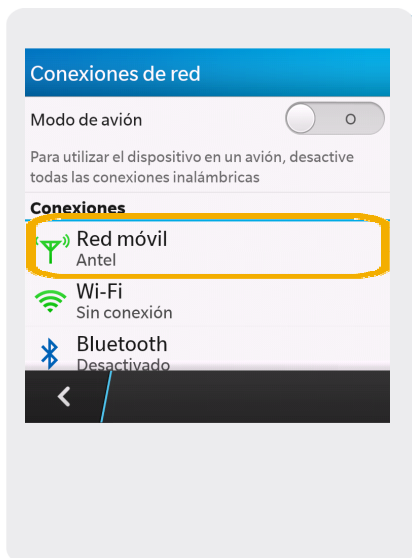 Conexiones de red
Modo de avión
Para utilizar el dispositivo en un avión, desactive
todas las conexiones inalámbricas
Conexiones
Red móvil
Antel
Wi-Fi
Sin conexión
Bluetooth
Desactivado